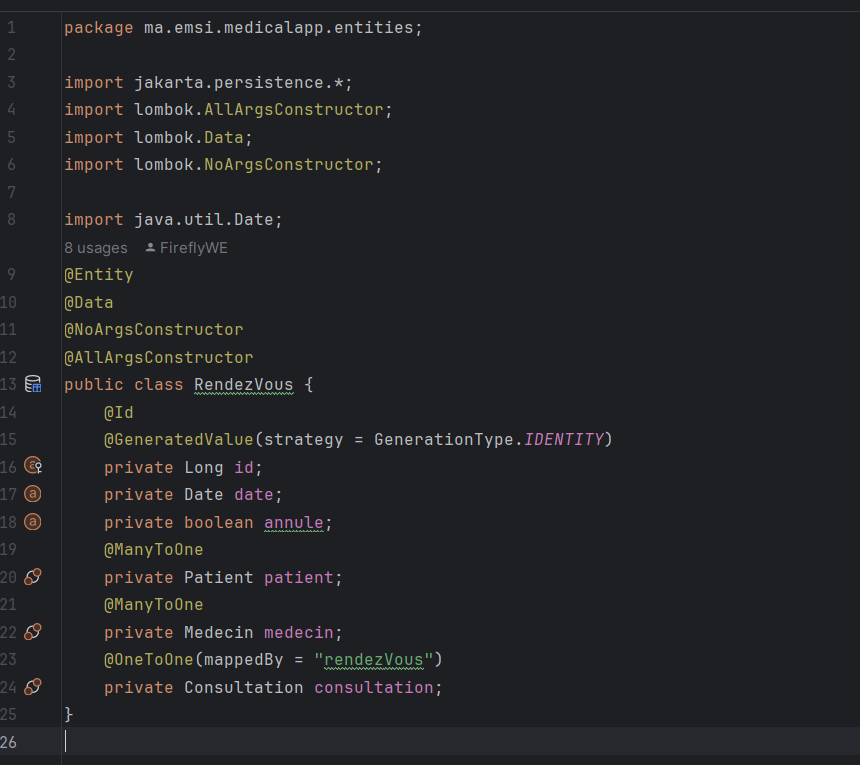 1 package ma.emsi.medicalapp.entities;
2
3 import jakarta.persistence.*;
4 import lombok.AllArgsConstructor;
5 import lombok.Data;
6 import lombok.NoArgsConstructor;
7
8 import java.util.Date;
8 usages FireflyWE
9 @Entity
10 @Data
11 @NoArgsConstructor
12 @AllArgsConstructor
13 public class RendezVous {
14 @Id
15 @GeneratedValue(strategy = GenerationType.IDENTITY)
16 private Long id;
17 private Date date;
18 private boolean annule;
19 @ManyToOne
20 private Patient patient;
21 @ManyToOne
22 private Medecin medecin;
23 @OneToOne(mappedBy = "rendezVous")
24 private Consultation consultation;
25 }
26